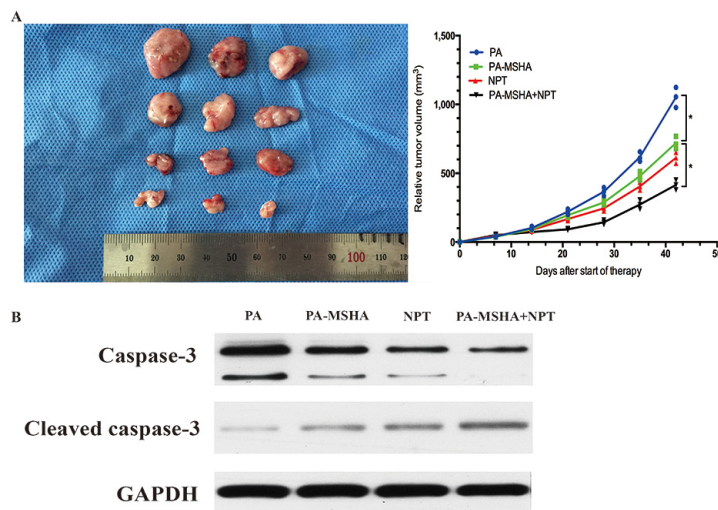 A
1,500
1,000
500
0
Relative tumor volume (mm³)
PA
PA-MSHA
NPT
PA-MSHA+NPT
*
*
0 10 20 30 40 50
Days after start of therapy
10 20 30 40 50 60 70 80 90 100 110 120
B
PA PA-MSHA NPT PA-MSHA+NPT
Caspase-3
Cleaved caspase-3
GAPDH